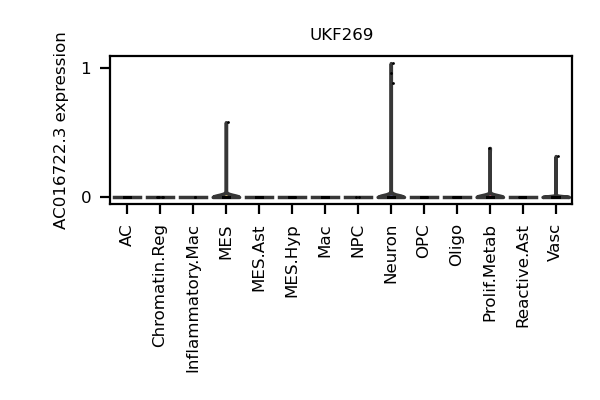 UKF269
AC016722.3 expression
1
0
AC
Chromatin.Reg
Inflammatory.Mac
MES
MES.Ast
MES.Hyp
Mac
NPC
Neuron
OPC
Oligo
Prolif.Metab
Reactive.Ast
Vasc